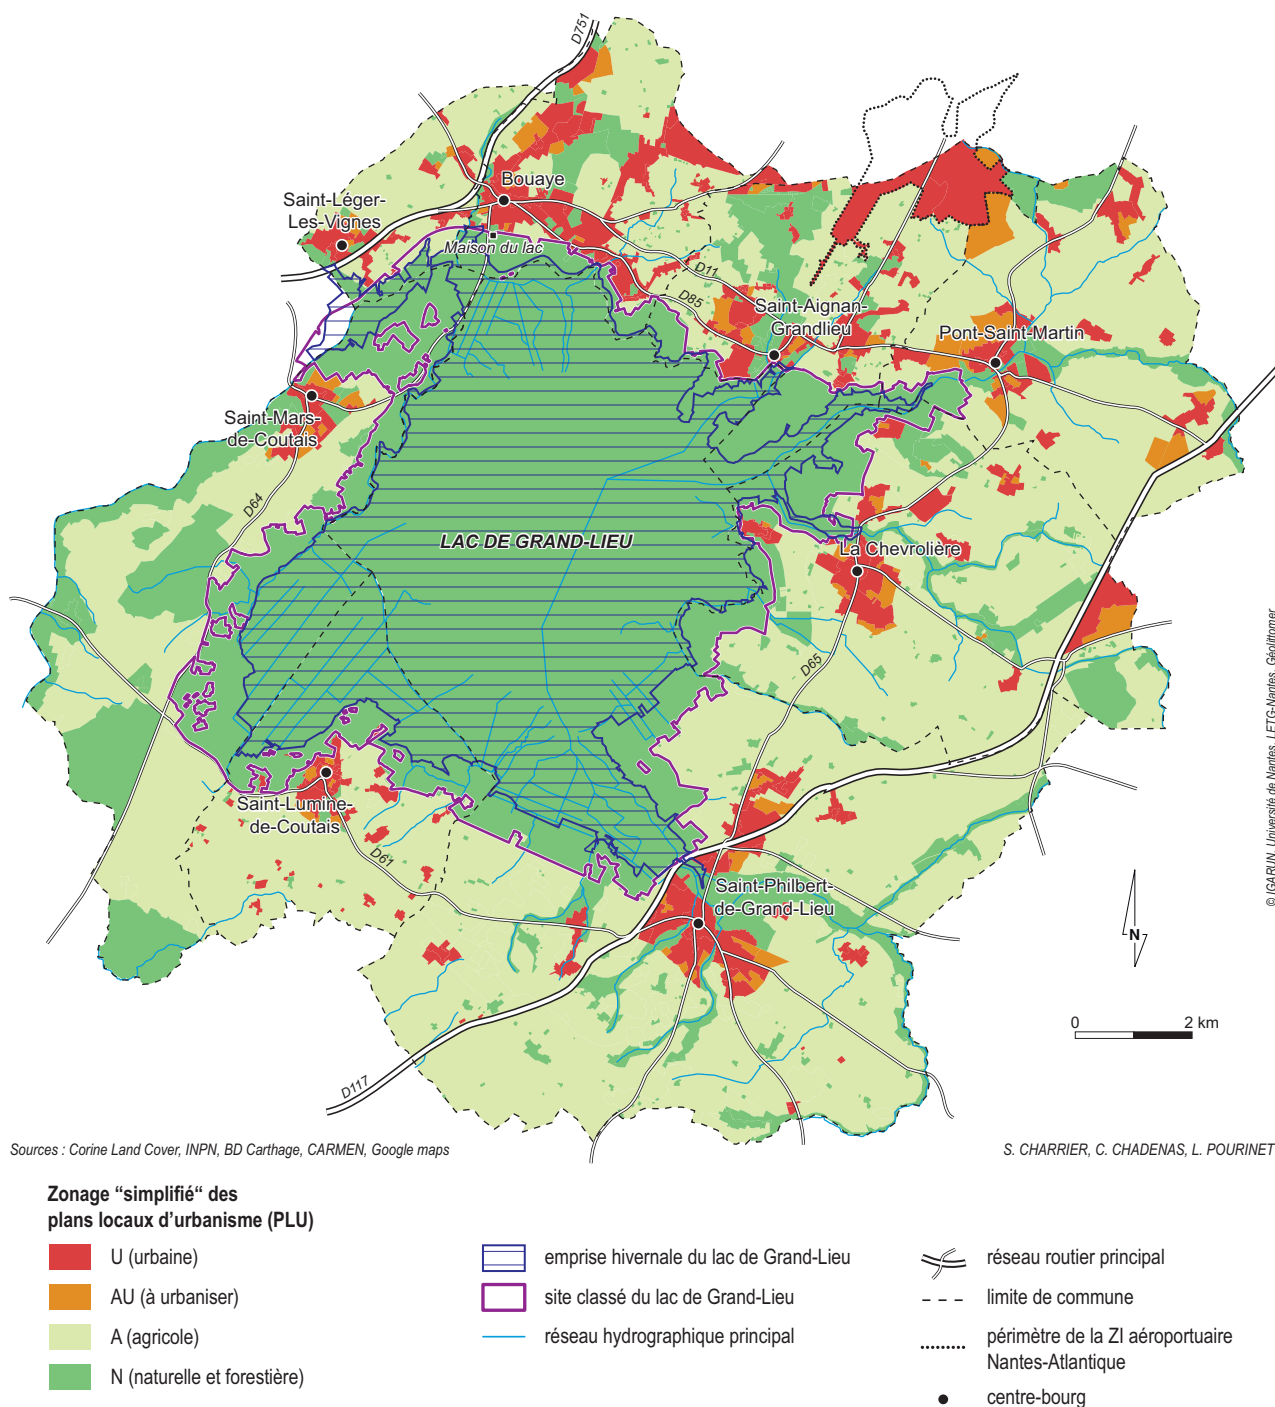 D751
Saint-Léger-
Les-Vignes
Bouaye
Maison du lac
D11
D85
Saint-Aignan-
Grandlieu
Pont-Saint-Martin
Saint-Mars-
de-Coutais
D64
LAC DE GRAND-LIEU
La Chevrolière
D65
Saint-Lumine-
de-Coutais
D61
Saint-Philbert-
de-Grand-Lieu
D117
N
0 2 km
© IGARUN, Université de Nantes, LETG-Nantes, Géolittomer
Sources : Corine Land Cover, INPN, BD Carthage, CARMEN, Google maps
S. CHARRIER, C. CHADENAS, L. POURINET
Zonage “simplifié“ des
plans locaux d’urbanisme (PLU)
U (urbaine)
AU (à urbaniser)
A (agricole)
N (naturelle et forestière)
emprise hivernale du lac de Grand-Lieu
site classé du lac de Grand-Lieu
réseau hydrographique principal
réseau routier principal
limite de commune
périmètre de la ZI aéroportuaire
Nantes-Atlantique
centre-bourg